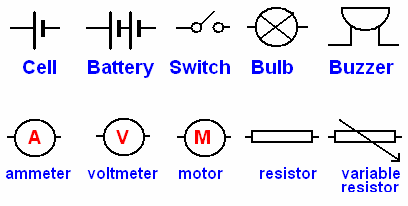 Cell Battery Switch Bulb Buzzer
A V M
ammeter voltmeter motor resistor variable
resistor